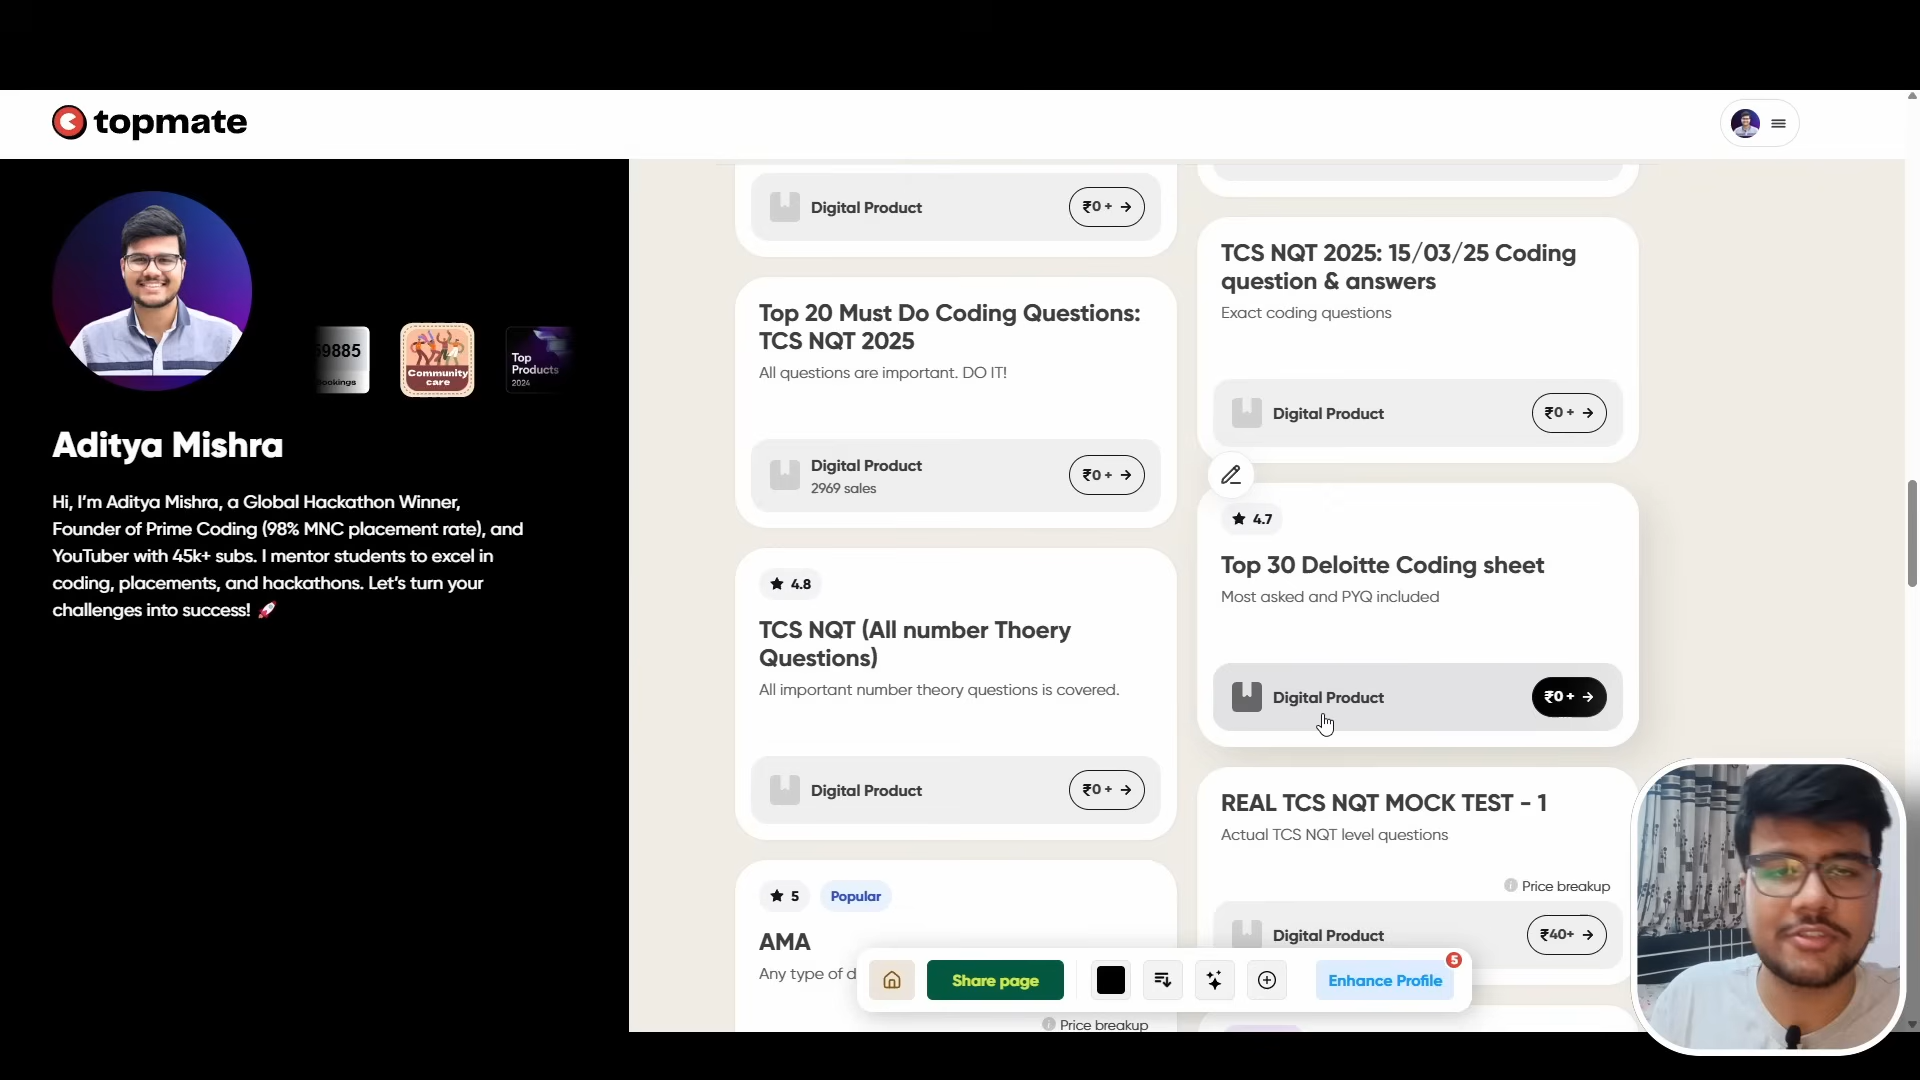 topmate
59885
Bookings
Community
care
Top
Products
2024
Aditya Mishra
Hi, I'm Aditya Mishra, a Global Hackathon Winner,
Founder of Prime Coding (98% MNC placement rate), and
YouTuber with 45k+ subs. I mentor students to excel in
coding, placements, and hackathons. Let's turn your
challenges into success! 🚀
Digital Product
₹0 + →
Top 20 Must Do Coding Questions:
TCS NQT 2025
All questions are important. DO IT!
Digital Product
2969 sales
₹0 + →
★ 4.8
TCS NQT (All number Thoery
Questions)
All important number theory questions is covered.
Digital Product
₹0 + →
★ 5
Popular
AMA
Any type of d
Price breakup
TCS NQT 2025: 15/03/25 Coding
question & answers
Exact coding questions
Digital Product
₹0 + →
★ 4.7
Top 30 Deloitte Coding sheet
Most asked and PYQ included
Digital Product
₹0 + →
REAL TCS NQT MOCK TEST - 1
Actual TCS NQT level questions
Price breakup
Digital Product
₹40+ →
Share page
Enhance Profile
5